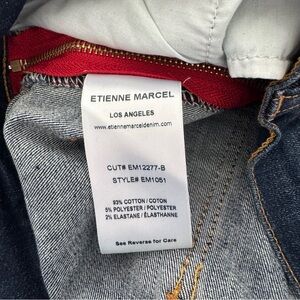 ETIENNE MARCEL
LOS ANGELES
www.etiennemarceldenim.com
CUT# EM12277-B
STYLE# EM1051
93% COTTON / COTON
5% POLYESTER / POLYESTER
2% ELASTANE / ÉLASTHANNE
See Reverse for Care